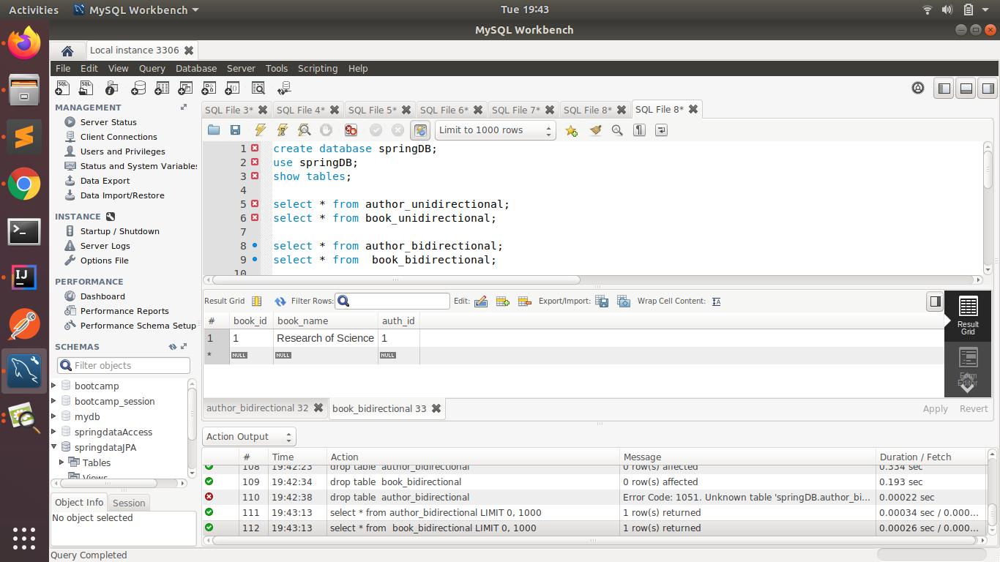 Activities MySQL Workbench Tue 19:43
MySQL Workbench
Local instance 3306
File Edit View Query Database Server Tools Scripting Help
MANAGEMENT
Server Status
Client Connections
Users and Privileges
Status and System Variables
Data Export
Data Import/Restore
INSTANCE
Startup / Shutdown
Server Logs
Options File
PERFORMANCE
Dashboard
Performance Reports
Performance Schema Setup
SCHEMAS
Filter objects
bootcamp
bootcamp_session
mydb
springdataAccess
springdataJPA
Tables
Views
Object Info Session
No object selected
SQL File 3* SQL File 4* SQL File 5* SQL File 6* SQL File 7* SQL File 8* SQL File 8*
Limit to 1000 rows
1 create database springDB;
2 use springDB;
3 show tables;
4
5 select * from author_unidirectional;
6 select * from book_unidirectional;
7
8 select * from author_bidirectional;
9 select * from  book_bidirectional;
10
Result Grid Filter Rows: Edit: Export/Import: Wrap Cell Content:
# book_id book_name auth_id
1 1 Research of Science 1
* NULL NULL NULL
Result
Grid
Form
Editor
author_bidirectional 32 book_bidirectional 33 Apply Revert
Action Output
# Time Action Message Duration / Fetch
108 19:42:23 drop table  author_bidirectional 0 row(s) affected 0.334 sec
109 19:42:34 drop table  book_bidirectional 0 row(s) affected 0.193 sec
110 19:42:38 drop table  author_bidirectional Error Code: 1051. Unknown table 'springDB.author_bi... 0.00022 sec
111 19:43:13 select * from author_bidirectional LIMIT 0, 1000 1 row(s) returned 0.00034 sec / 0.000...
112 19:43:13 select * from  book_bidirectional LIMIT 0, 1000 1 row(s) returned 0.00026 sec / 0.000...
Query Completed